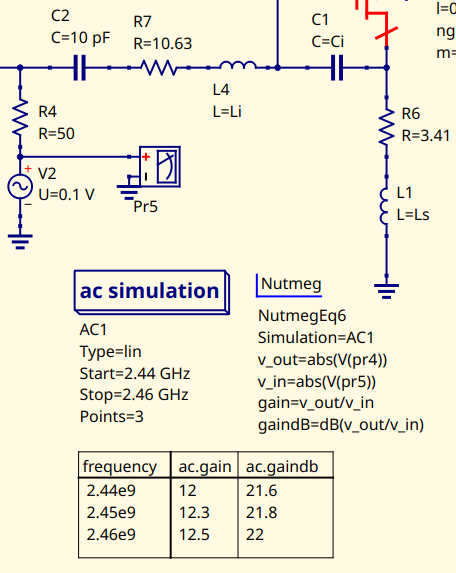 C2
C=10 pF
R7
R=10.63
C1
C=Ci
l=0
ng
m=
L4
L=Li
R4
R=50
R6
R=3.41
V2
U=0.1 V
Pr5
L1
L=Ls
ac simulation
AC1
Type=lin
Start=2.44 GHz
Stop=2.46 GHz
Points=3
Nutmeg
NutmegEq6
Simulation=AC1
v_out=abs(V(pr4))
v_in=abs(V(pr5))
gain=v_out/v_in
gaindB=dB(v_out/v_in)
frequency ac.gain ac.gaindb
2.44e9 12 21.6
2.45e9 12.3 21.8
2.46e9 12.5 22